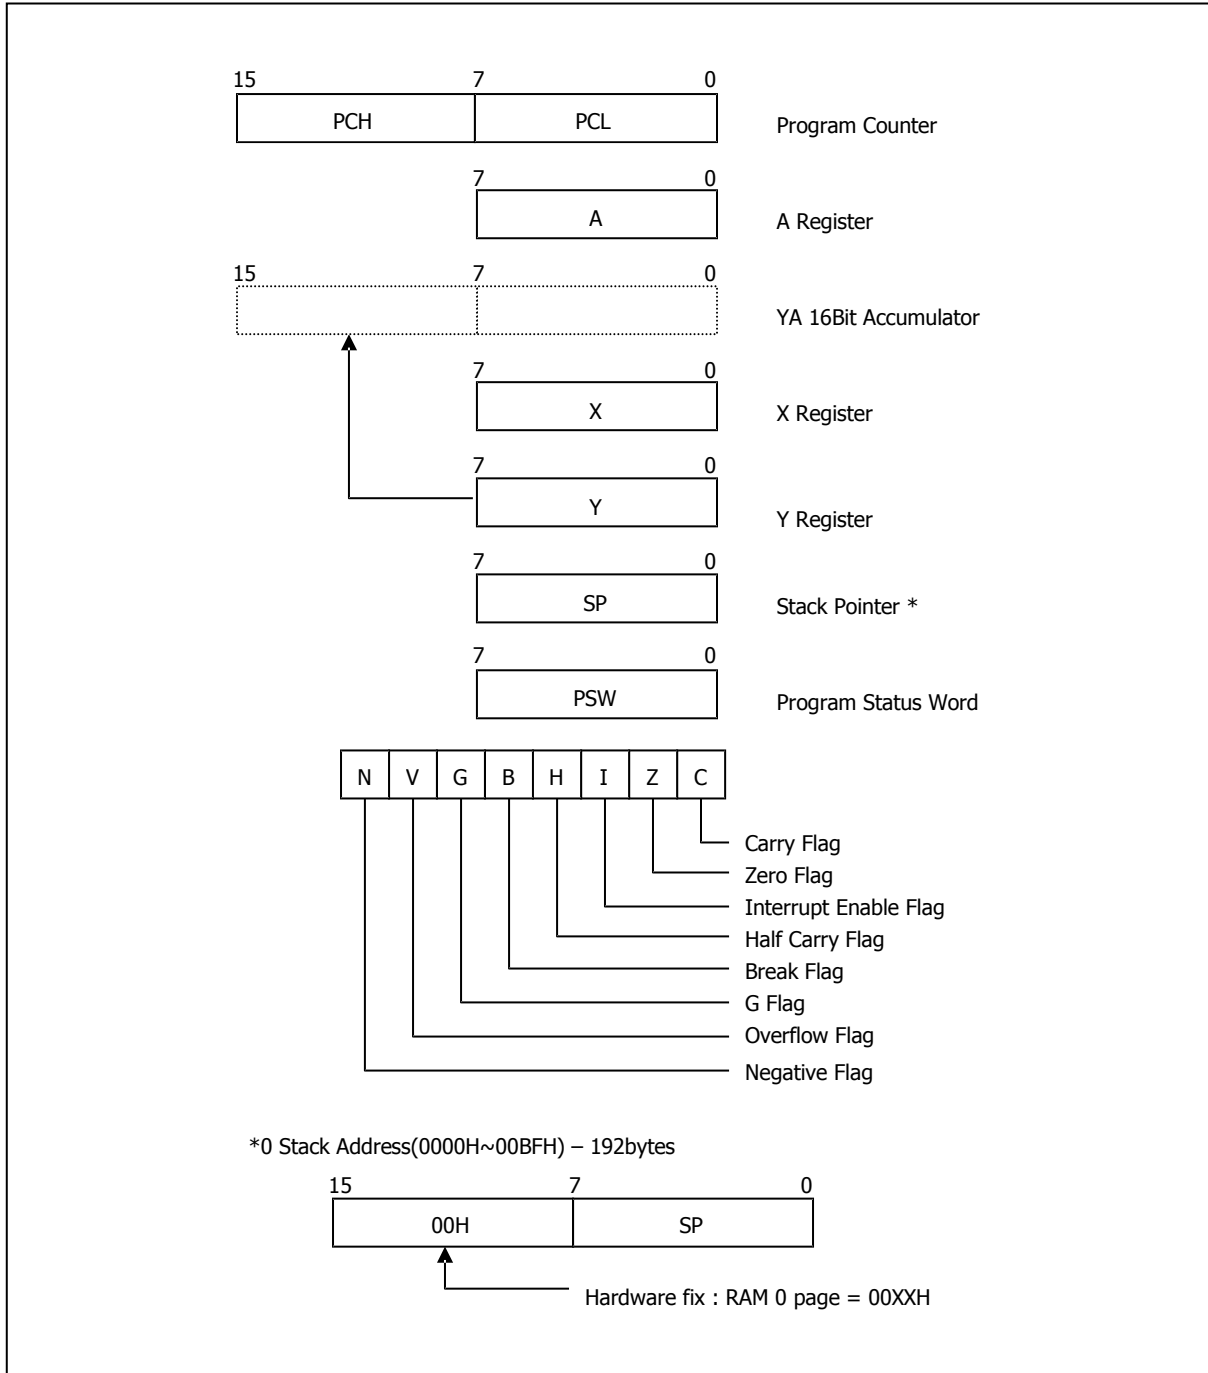 15 7 0
PCH PCL Program Counter
7 0
A A Register
15 7 0
YA 16Bit Accumulator
7 0
X X Register
7 0
Y Y Register
7 0
SP Stack Pointer *
7 0
PSW Program Status Word
N V G B H I Z C
Carry Flag
Zero Flag
Interrupt Enable Flag
Half Carry Flag
Break Flag
G Flag
Overflow Flag
Negative Flag
*0 Stack Address(0000H~00BFH) – 192bytes
15 7 0
00H SP
Hardware fix : RAM 0 page = 00XXH